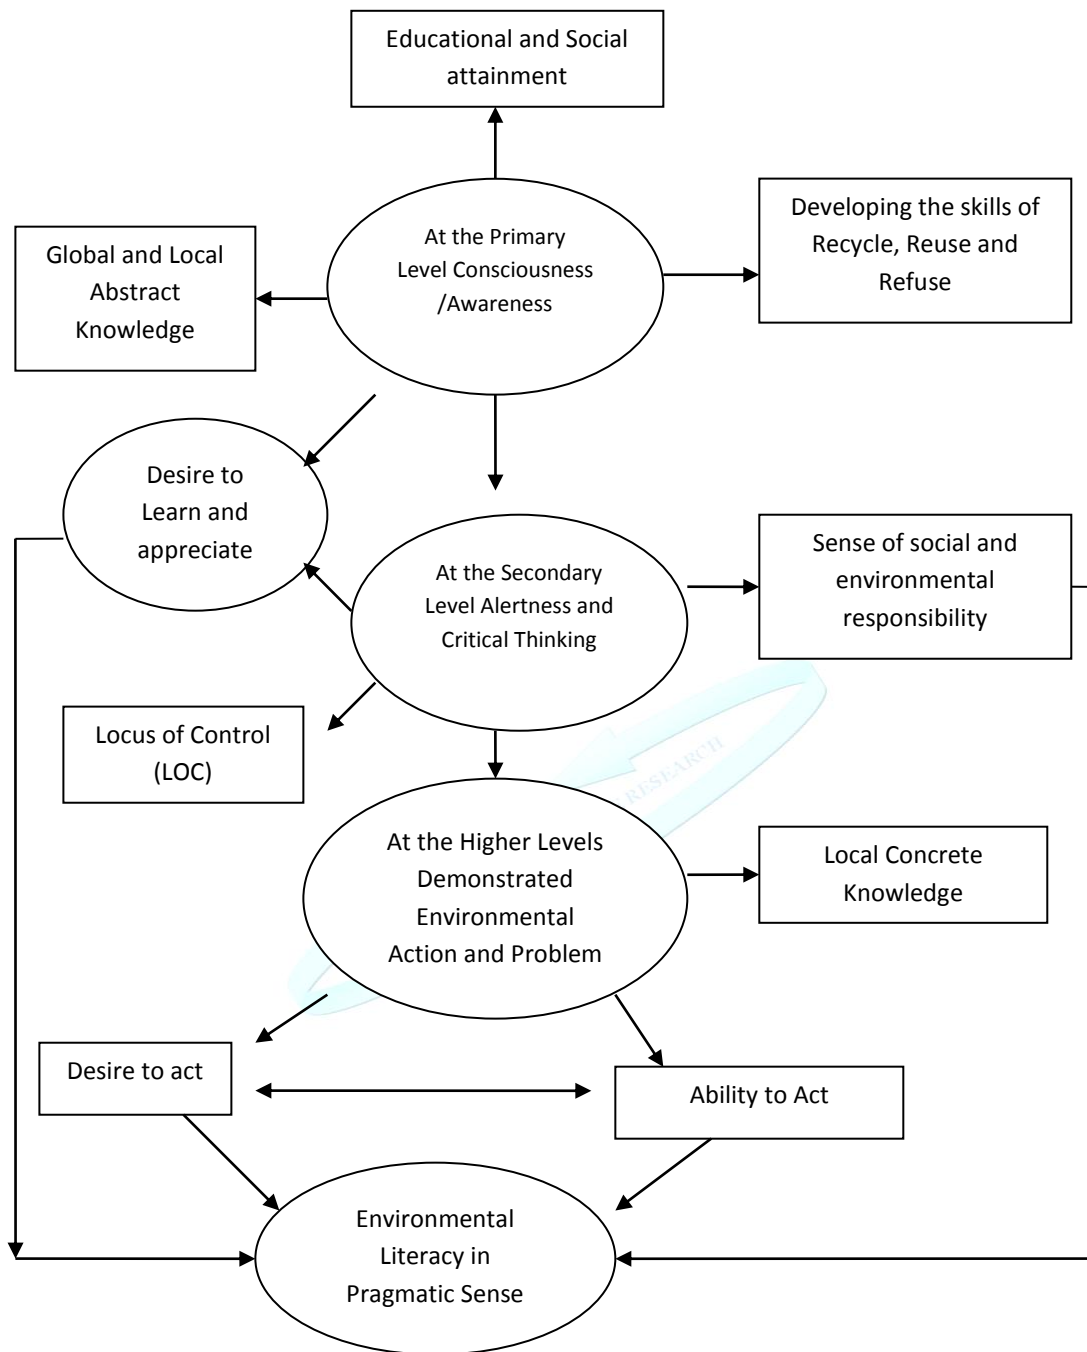 Educational and Social
attainment
At the Primary
Level Consciousness
/Awareness
Developing the skills of
Recycle, Reuse and
Refuse
Global and Local
Abstract
Knowledge
Desire to
Learn and
appreciate
At the Secondary
Level Alertness and
Critical Thinking
Sense of social and
environmental
responsibility
Locus of Control
(LOC)
RESEARCH
At the Higher Levels
Demonstrated
Environmental
Action and Problem
Local Concrete
Knowledge
Desire to act
Ability to Act
Environmental
Literacy in
Pragmatic Sense